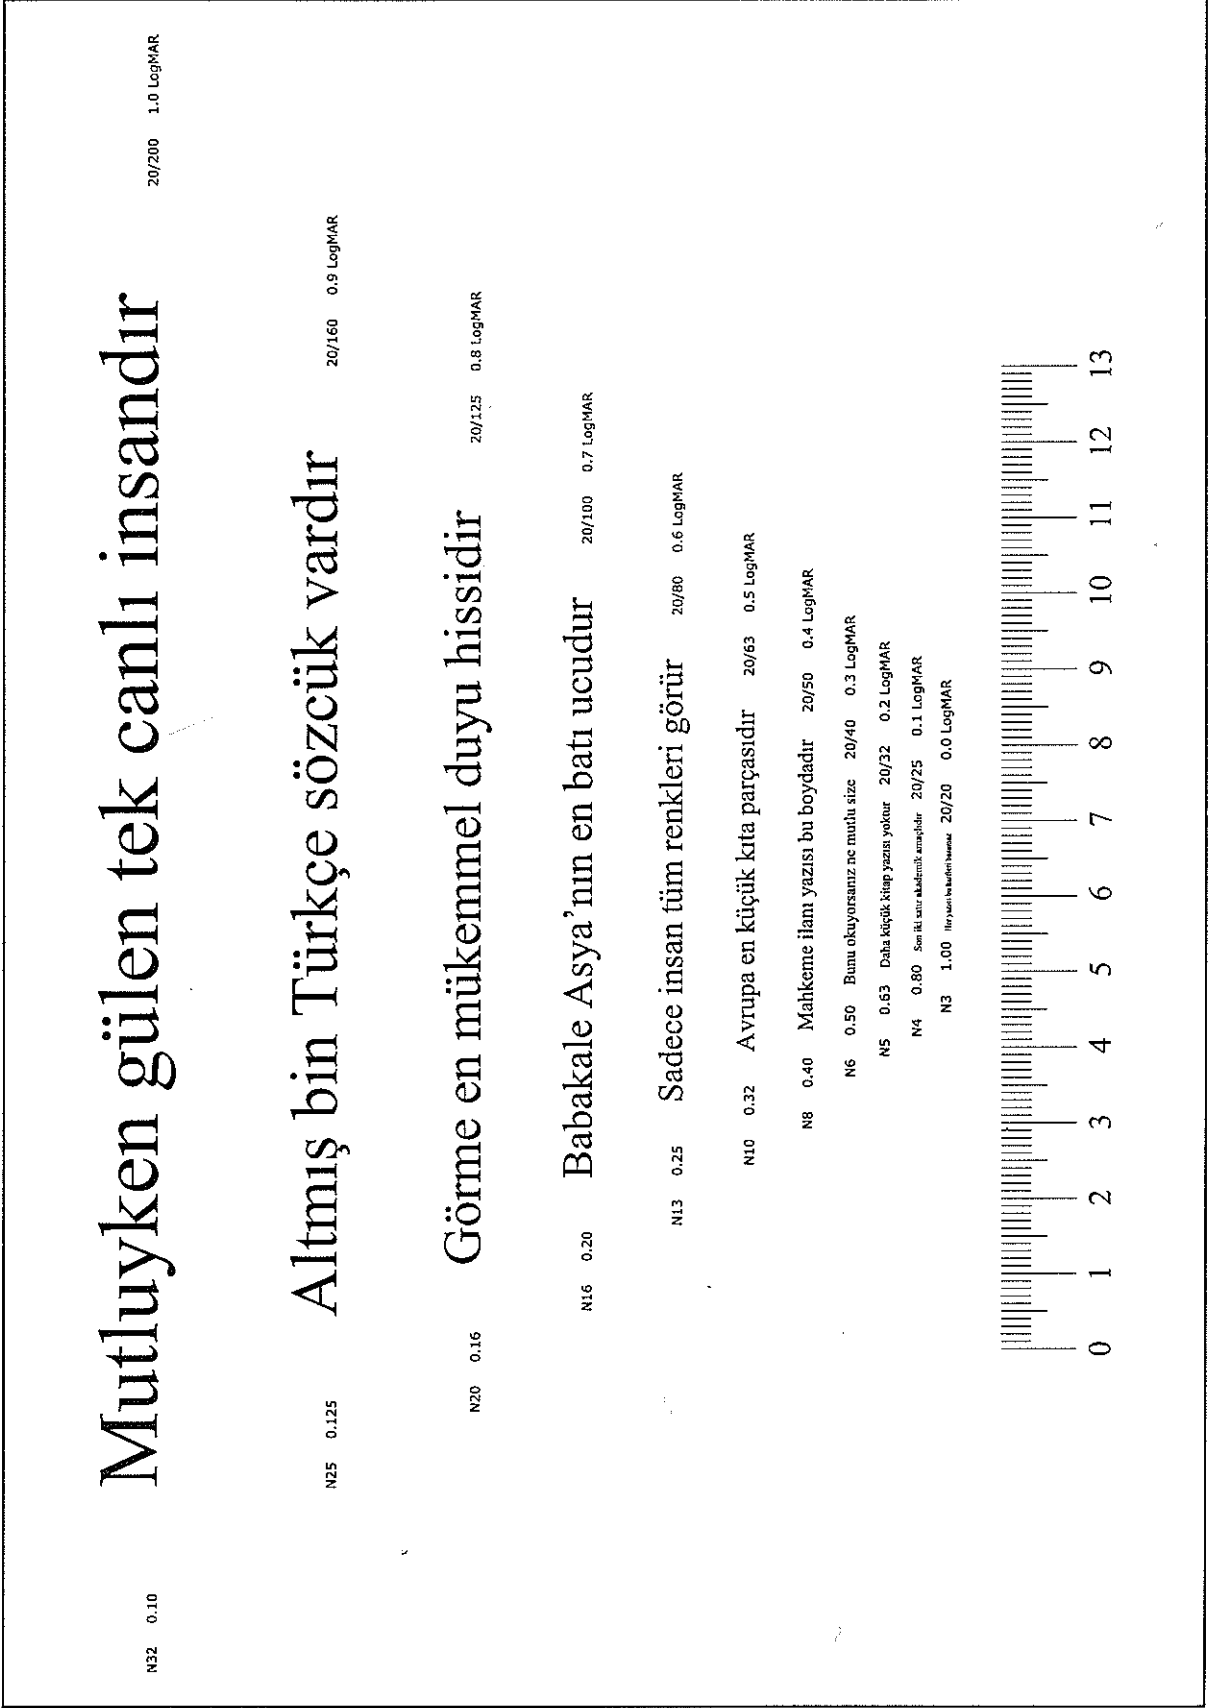 N32 0.10 Mutluyken gülen tek canlı insandır 20/200 1.0 LogMAR
N25 0.125 Altmış bin Türkçe sözcük vardır 20/160 0.9 LogMAR
N20 0.16 Görme en mükemmel duyu hissidir 20/125 0.8 LogMAR
N16 0.20 Babakale Asya'nın en batı ucudur 20/100 0.7 LogMAR
N13 0.25 Sadece insan tüm renkleri görür 20/80 0.6 LogMAR
N10 0.32 Avrupa en küçük kıta parçasıdır 20/63 0.5 LogMAR
N8 0.40 Mahkeme ilanı yazısı bu boydadır 20/50 0.4 LogMAR
N6 0.50 Bunu okuyorsanız ne mutlu size 20/40 0.3 LogMAR
N5 0.63 Daha küçük kitap yazısı yoktur 20/32 0.2 LogMAR
N4 0.80 Son iki satır akademik amaçlıdır 20/25 0.1 LogMAR
N3 1.00 20/20 0.0 LogMAR
0 1 2 3 4 5 6 7 8 9 10 11 12 13